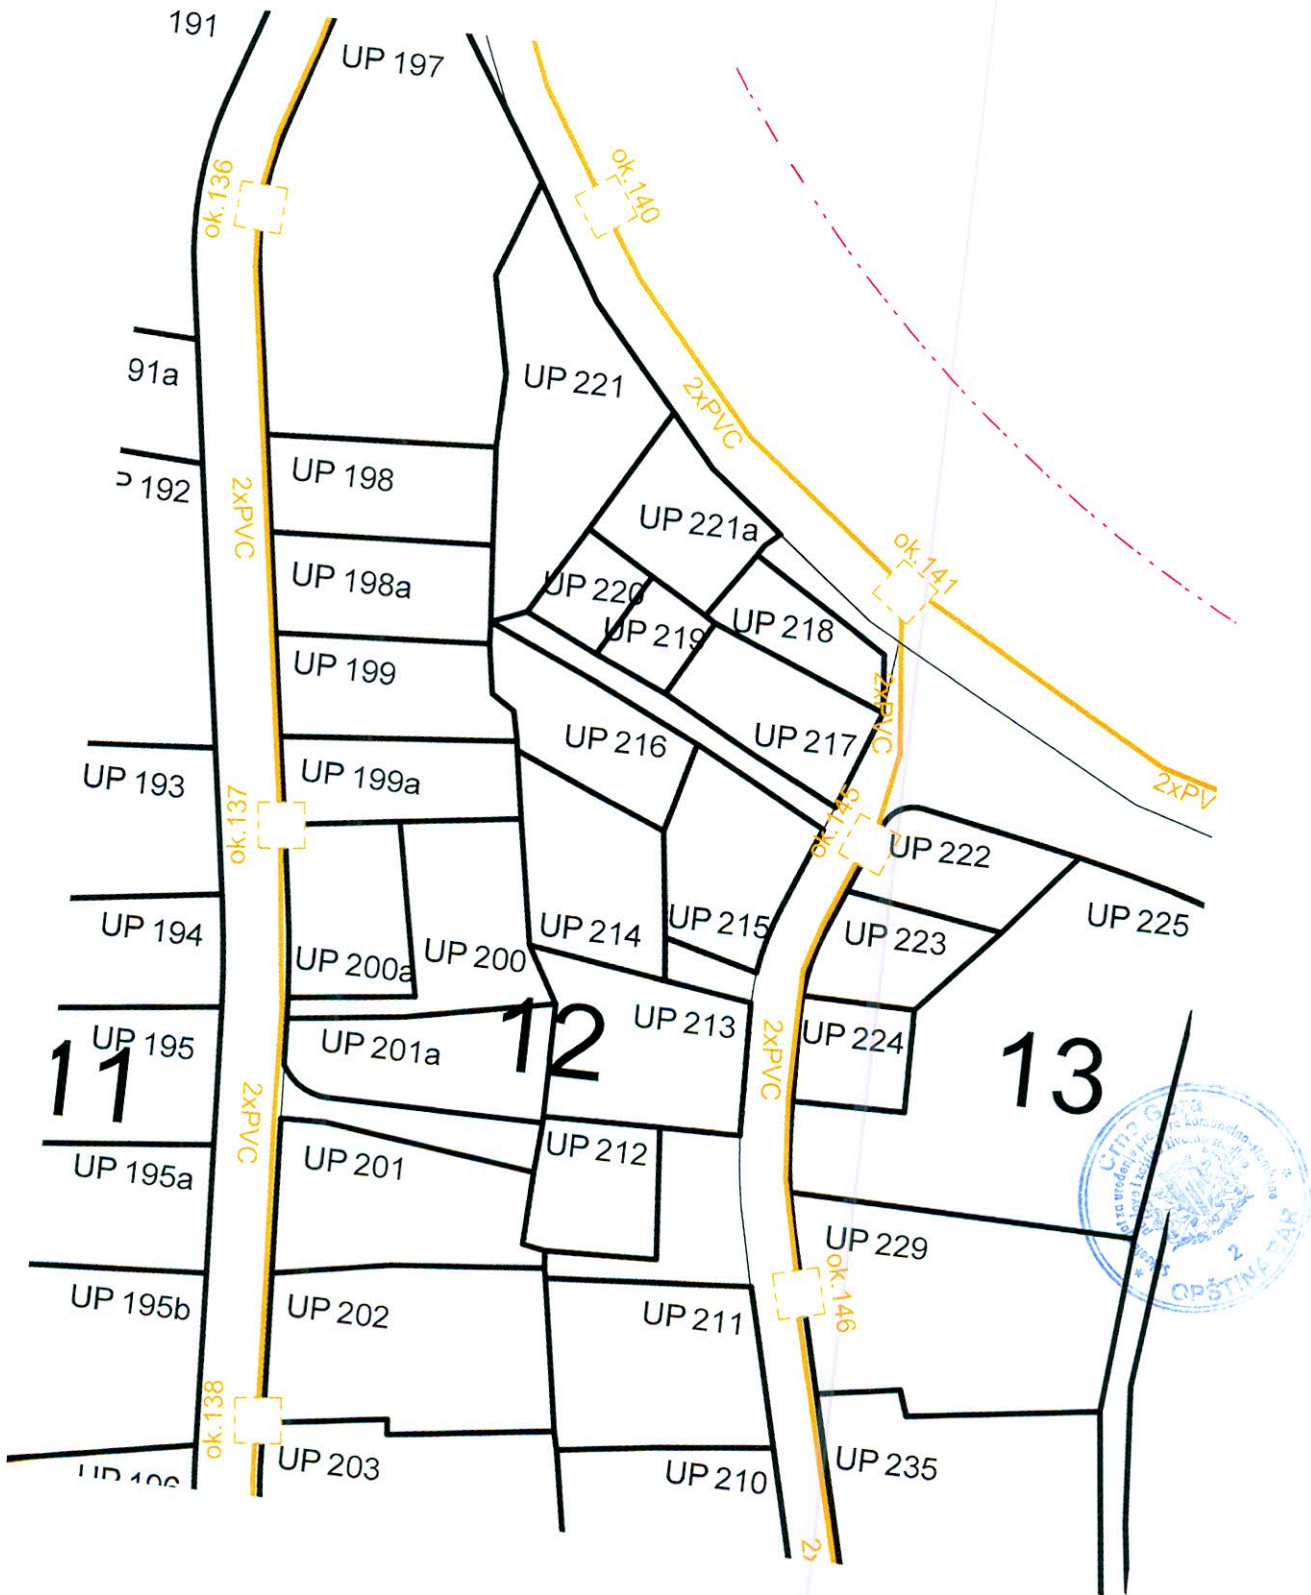 191
UP 197
ok.136
ok.140
91a
UP 221
2xPVC
192
UP 198
2xPVC
UP 221a
ok.141
UP 198a
UP 220
UP 219
UP 218
UP 199
2xPVC
UP 216
UP 217
UP 193
UP 199a
2xPV
ok.137
ok.145
UP 222
UP 194
UP 200a
UP 200
UP 214
UP 215
UP 223
UP 225
UP 195
11
UP 201a
12
UP 213
2xPVC
UP 224
13
2xPVC
UP 195a
UP 201
UP 212
Crna Gora
UP 195b
UP 202
UP 211
UP 229
ok.146
2
OPŠTINA BAR
ok.138
UP 203
UP 210
UP 235